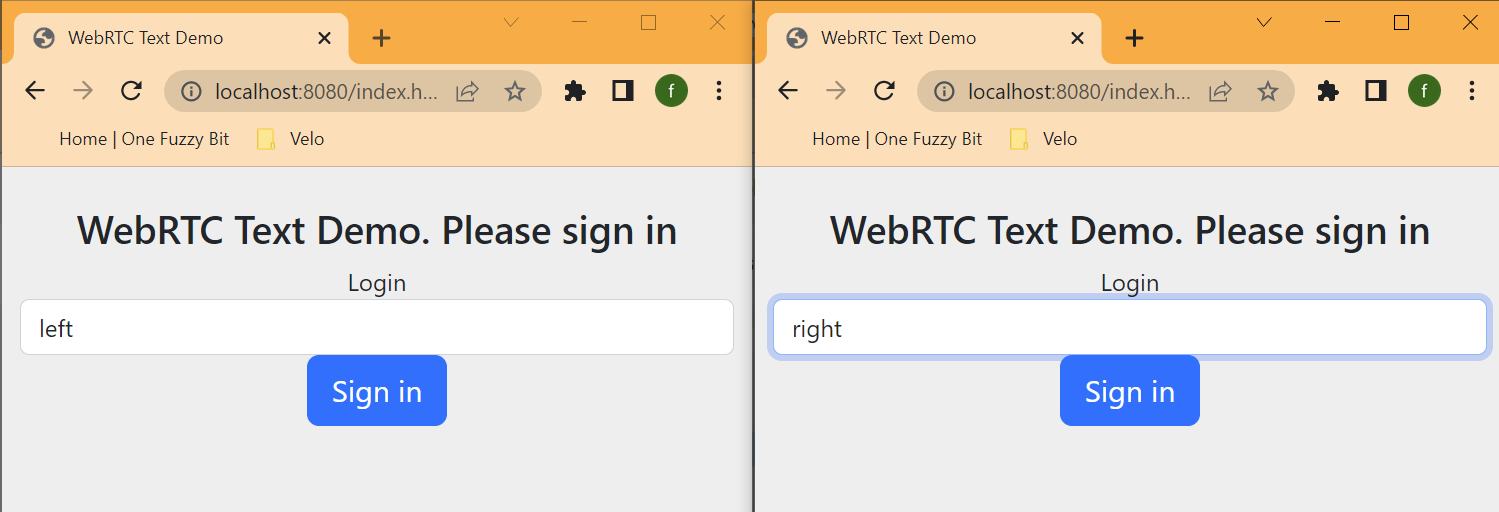 WebRTC Text Demo
localhost:8080/index.h...
f
Home | One Fuzzy Bit
Velo
WebRTC Text Demo. Please sign in
Login
left
Sign in
WebRTC Text Demo
localhost:8080/index.h...
f
Home | One Fuzzy Bit
Velo
WebRTC Text Demo. Please sign in
Login
right
Sign in